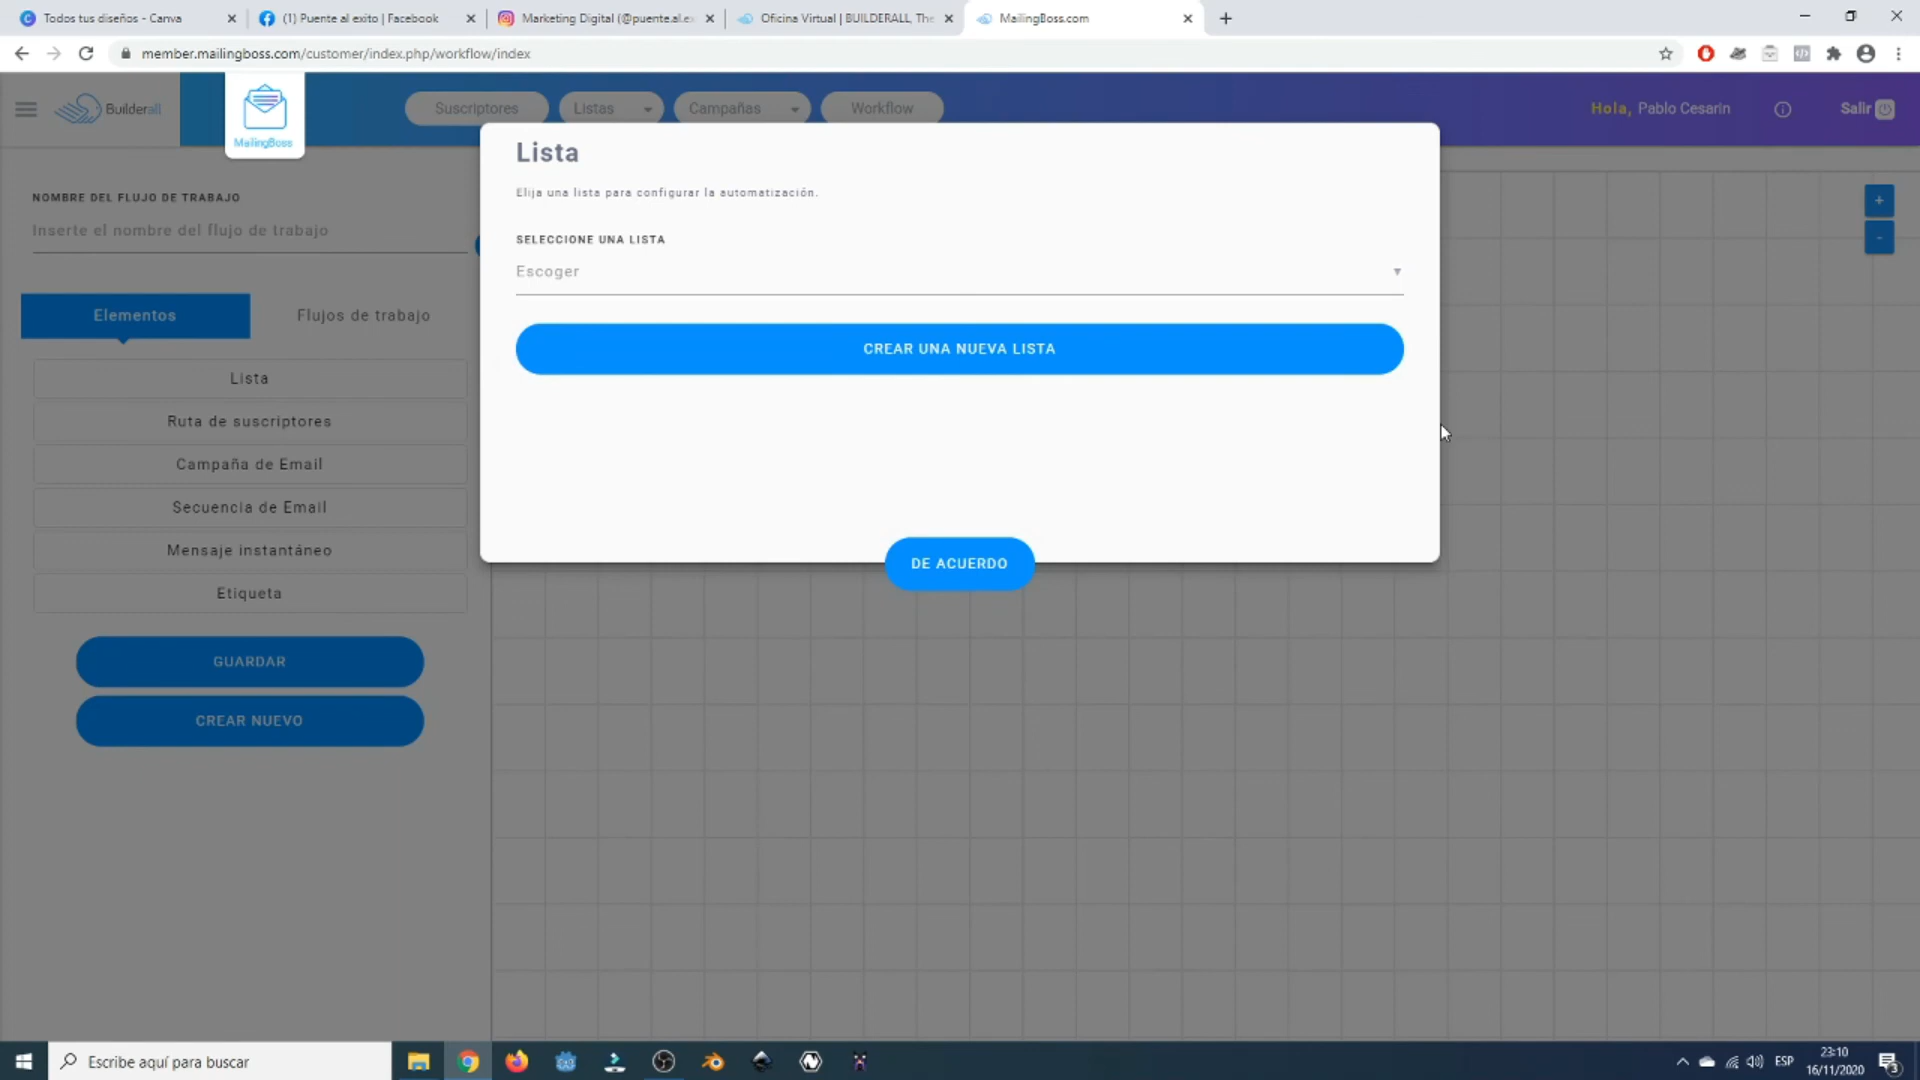 Todos tus diseños - Canva
(1) Puente al exito | Facebook
Marketing Digital (@puente.al.ex
Oficina Virtual | BUILDERALL, The
MailingBoss.com
member.mailingboss.com/customer/index.php/workflow/index
Builderall
MailingBoss
Suscriptores
Listas
Campañas
Workflow
Hola, Pablo Cesarin
Salir
NOMBRE DEL FLUJO DE TRABAJO
Inserte el nombre del flujo de trabajo
Elementos
Flujos de trabajo
Lista
Ruta de suscriptores
Campaña de Email
Secuencia de Email
Mensaje instantáneo
Etiqueta
GUARDAR
CREAR NUEVO
Lista
Elija una lista para configurar la automatización.
SELECCIONE UNA LISTA
Escoger
CREAR UNA NUEVA LISTA
DE ACUERDO
+
-
Escribe aquí para buscar
ESP
23:10
16/11/2020
3